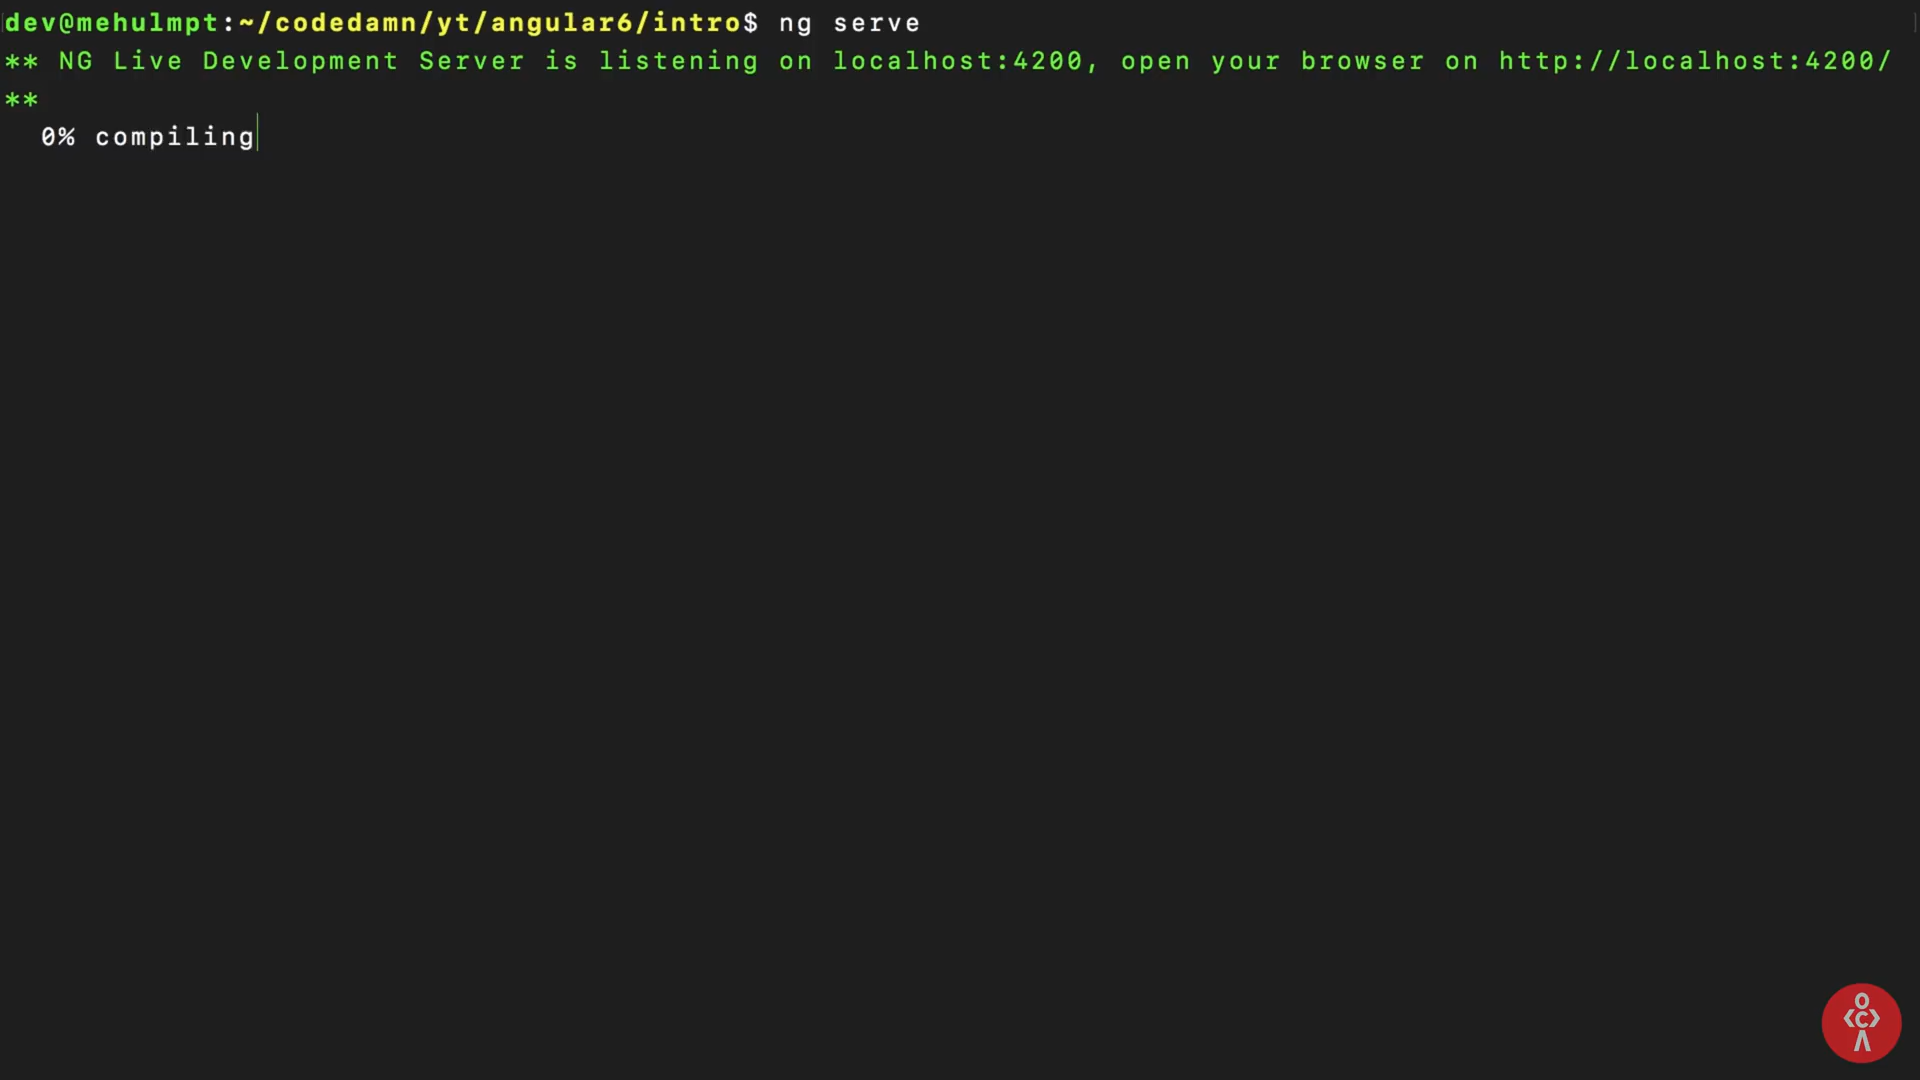 dev@mehulmpt:~/codedamn/yt/angular6/intro$ ng serve
** NG Live Development Server is listening on localhost:4200, open your browser on http://localhost:4200/
**
0% compiling